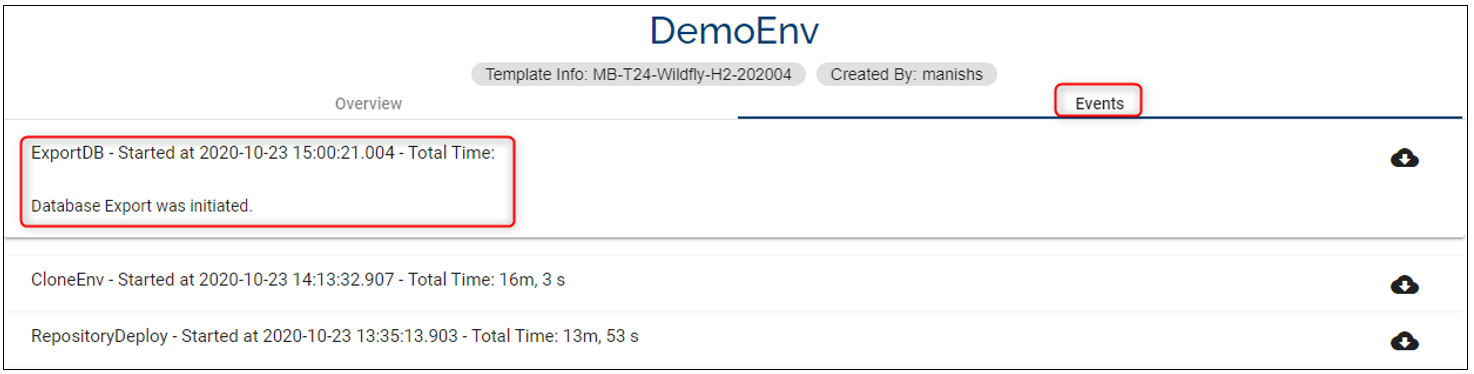 DemoEnv
Template Info: MB-T24-Wildfly-H2-202004 Created By: manishs
Overview Events
ExportDB - Started at 2020-10-23 15:00:21.004 - Total Time:
Database Export was initiated.
CloneEnv - Started at 2020-10-23 14:13:32.907 - Total Time: 16m, 3 s
RepositoryDeploy - Started at 2020-10-23 13:35:13.903 - Total Time: 13m, 53 s